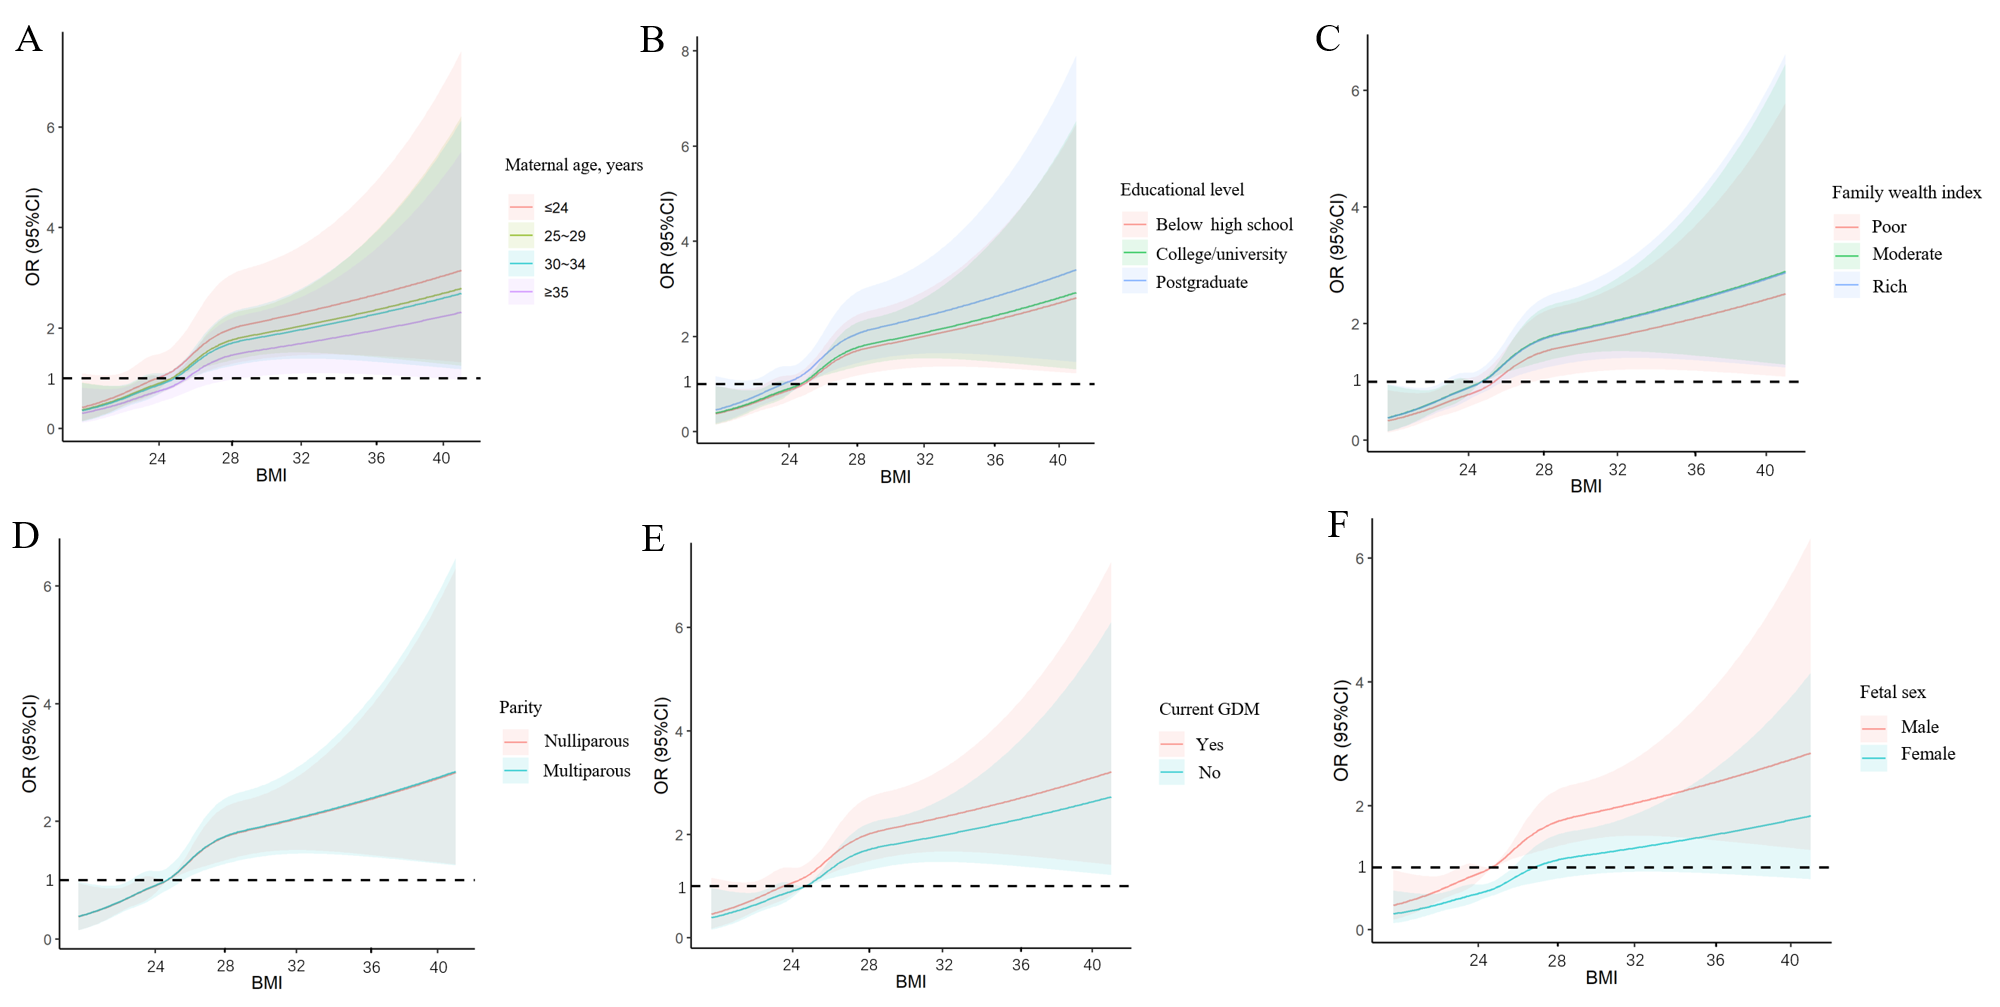 A
OR (95%CI)
6
4
2
1
0
24 28 32 36 40
BMI
Maternal age, years
≤24
25~29
30~34
≥35
B
OR (95%CI)
8
6
4
2
1
0
24 28 32 36 40
BMI
Educational level
Below high school
College/university
Postgraduate
C
OR (95%CI)
6
4
2
1
0
24 28 32 36 40
BMI
Family wealth index
Poor
Moderate
Rich
D
OR (95%CI)
6
4
2
1
0
24 28 32 36 40
BMI
Parity
Nulliparous
Multiparous
E
OR (95%CI)
6
4
2
1
0
24 28 32 36 40
BMI
Current GDM
Yes
No
F
OR (95%CI)
6
4
2
1
0
24 28 32 36 40
BMI
Fetal sex
Male
Female